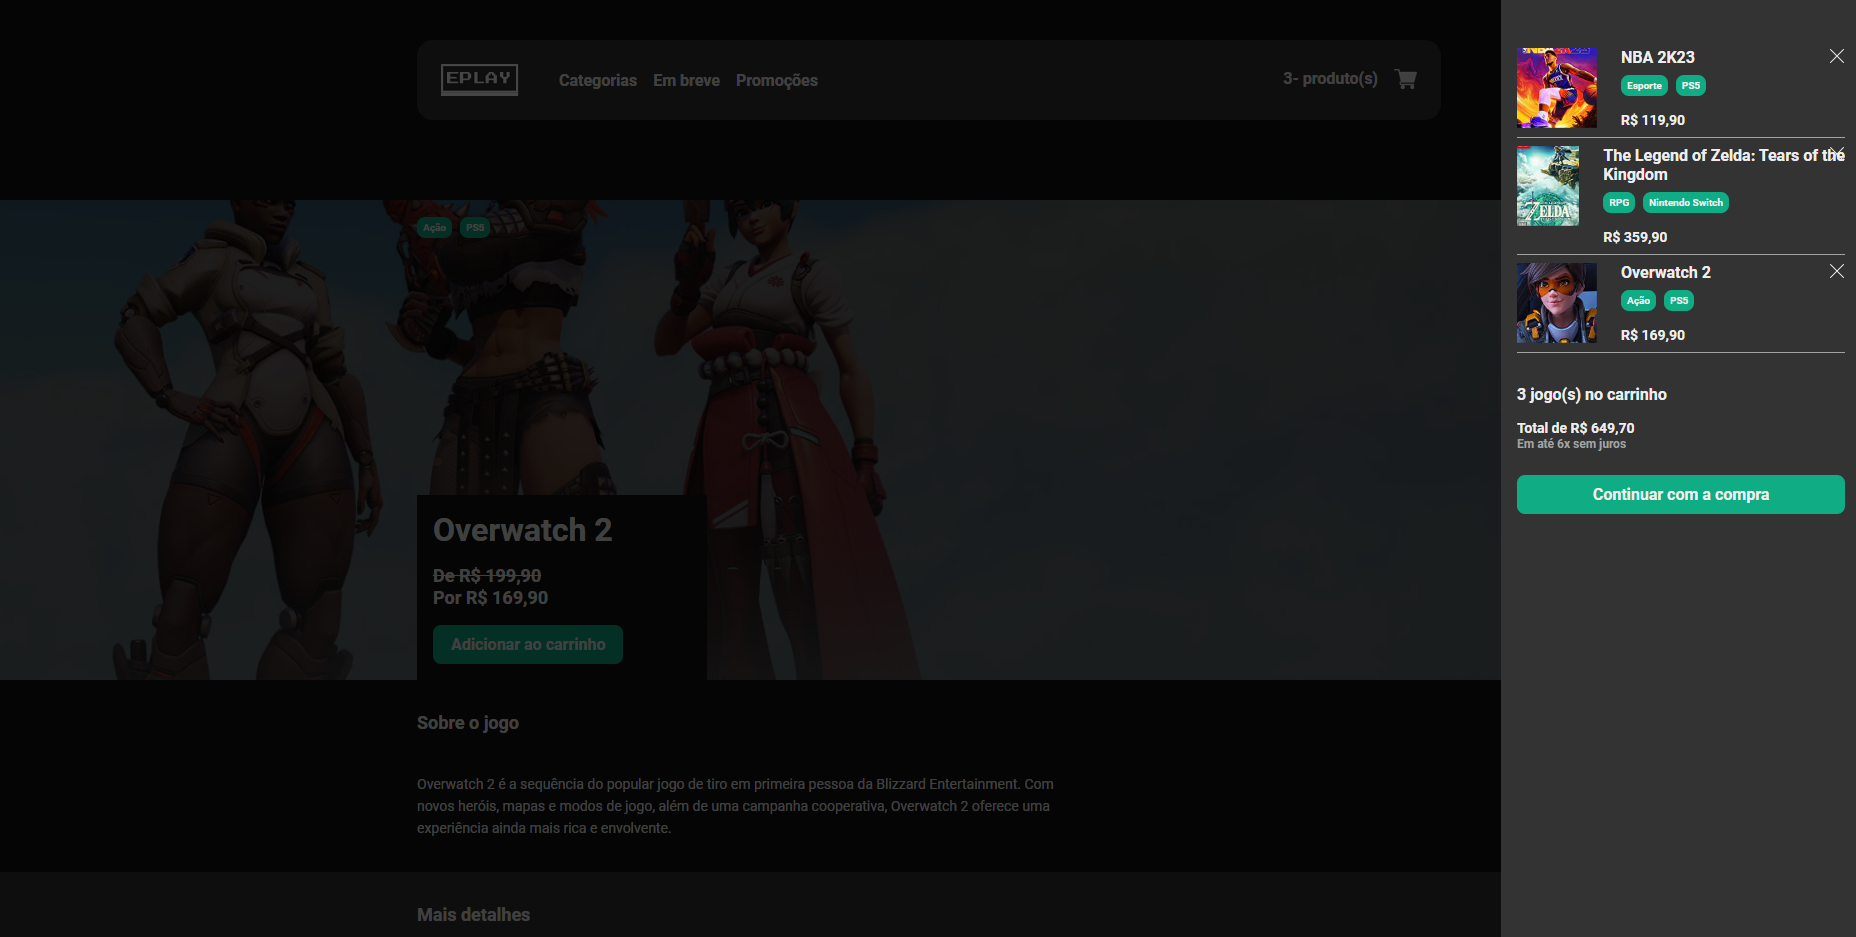 EPLAY
Categorias Em breve Promoções
3- produto(s)
Ação PS5
Overwatch 2
De R$ 199,90
Por R$ 169,90
Adicionar ao carrinho
Sobre o jogo
Overwatch 2 é a sequência do popular jogo de tiro em primeira pessoa da Blizzard Entertainment. Com
novos heróis, mapas e modos de jogo, além de uma campanha cooperativa, Overwatch 2 oferece uma
experiência ainda mais rica e envolvente.
Mais detalhes
NBA 2K23
Esporte PS5
R$ 119,90
ZELDA
The Legend of Zelda: Tears of the
Kingdom
RPG Nintendo Switch
R$ 359,90
Overwatch 2
Ação PS5
R$ 169,90
3 jogo(s) no carrinho
Total de R$ 649,70
Em até 6x sem juros
Continuar com a compra